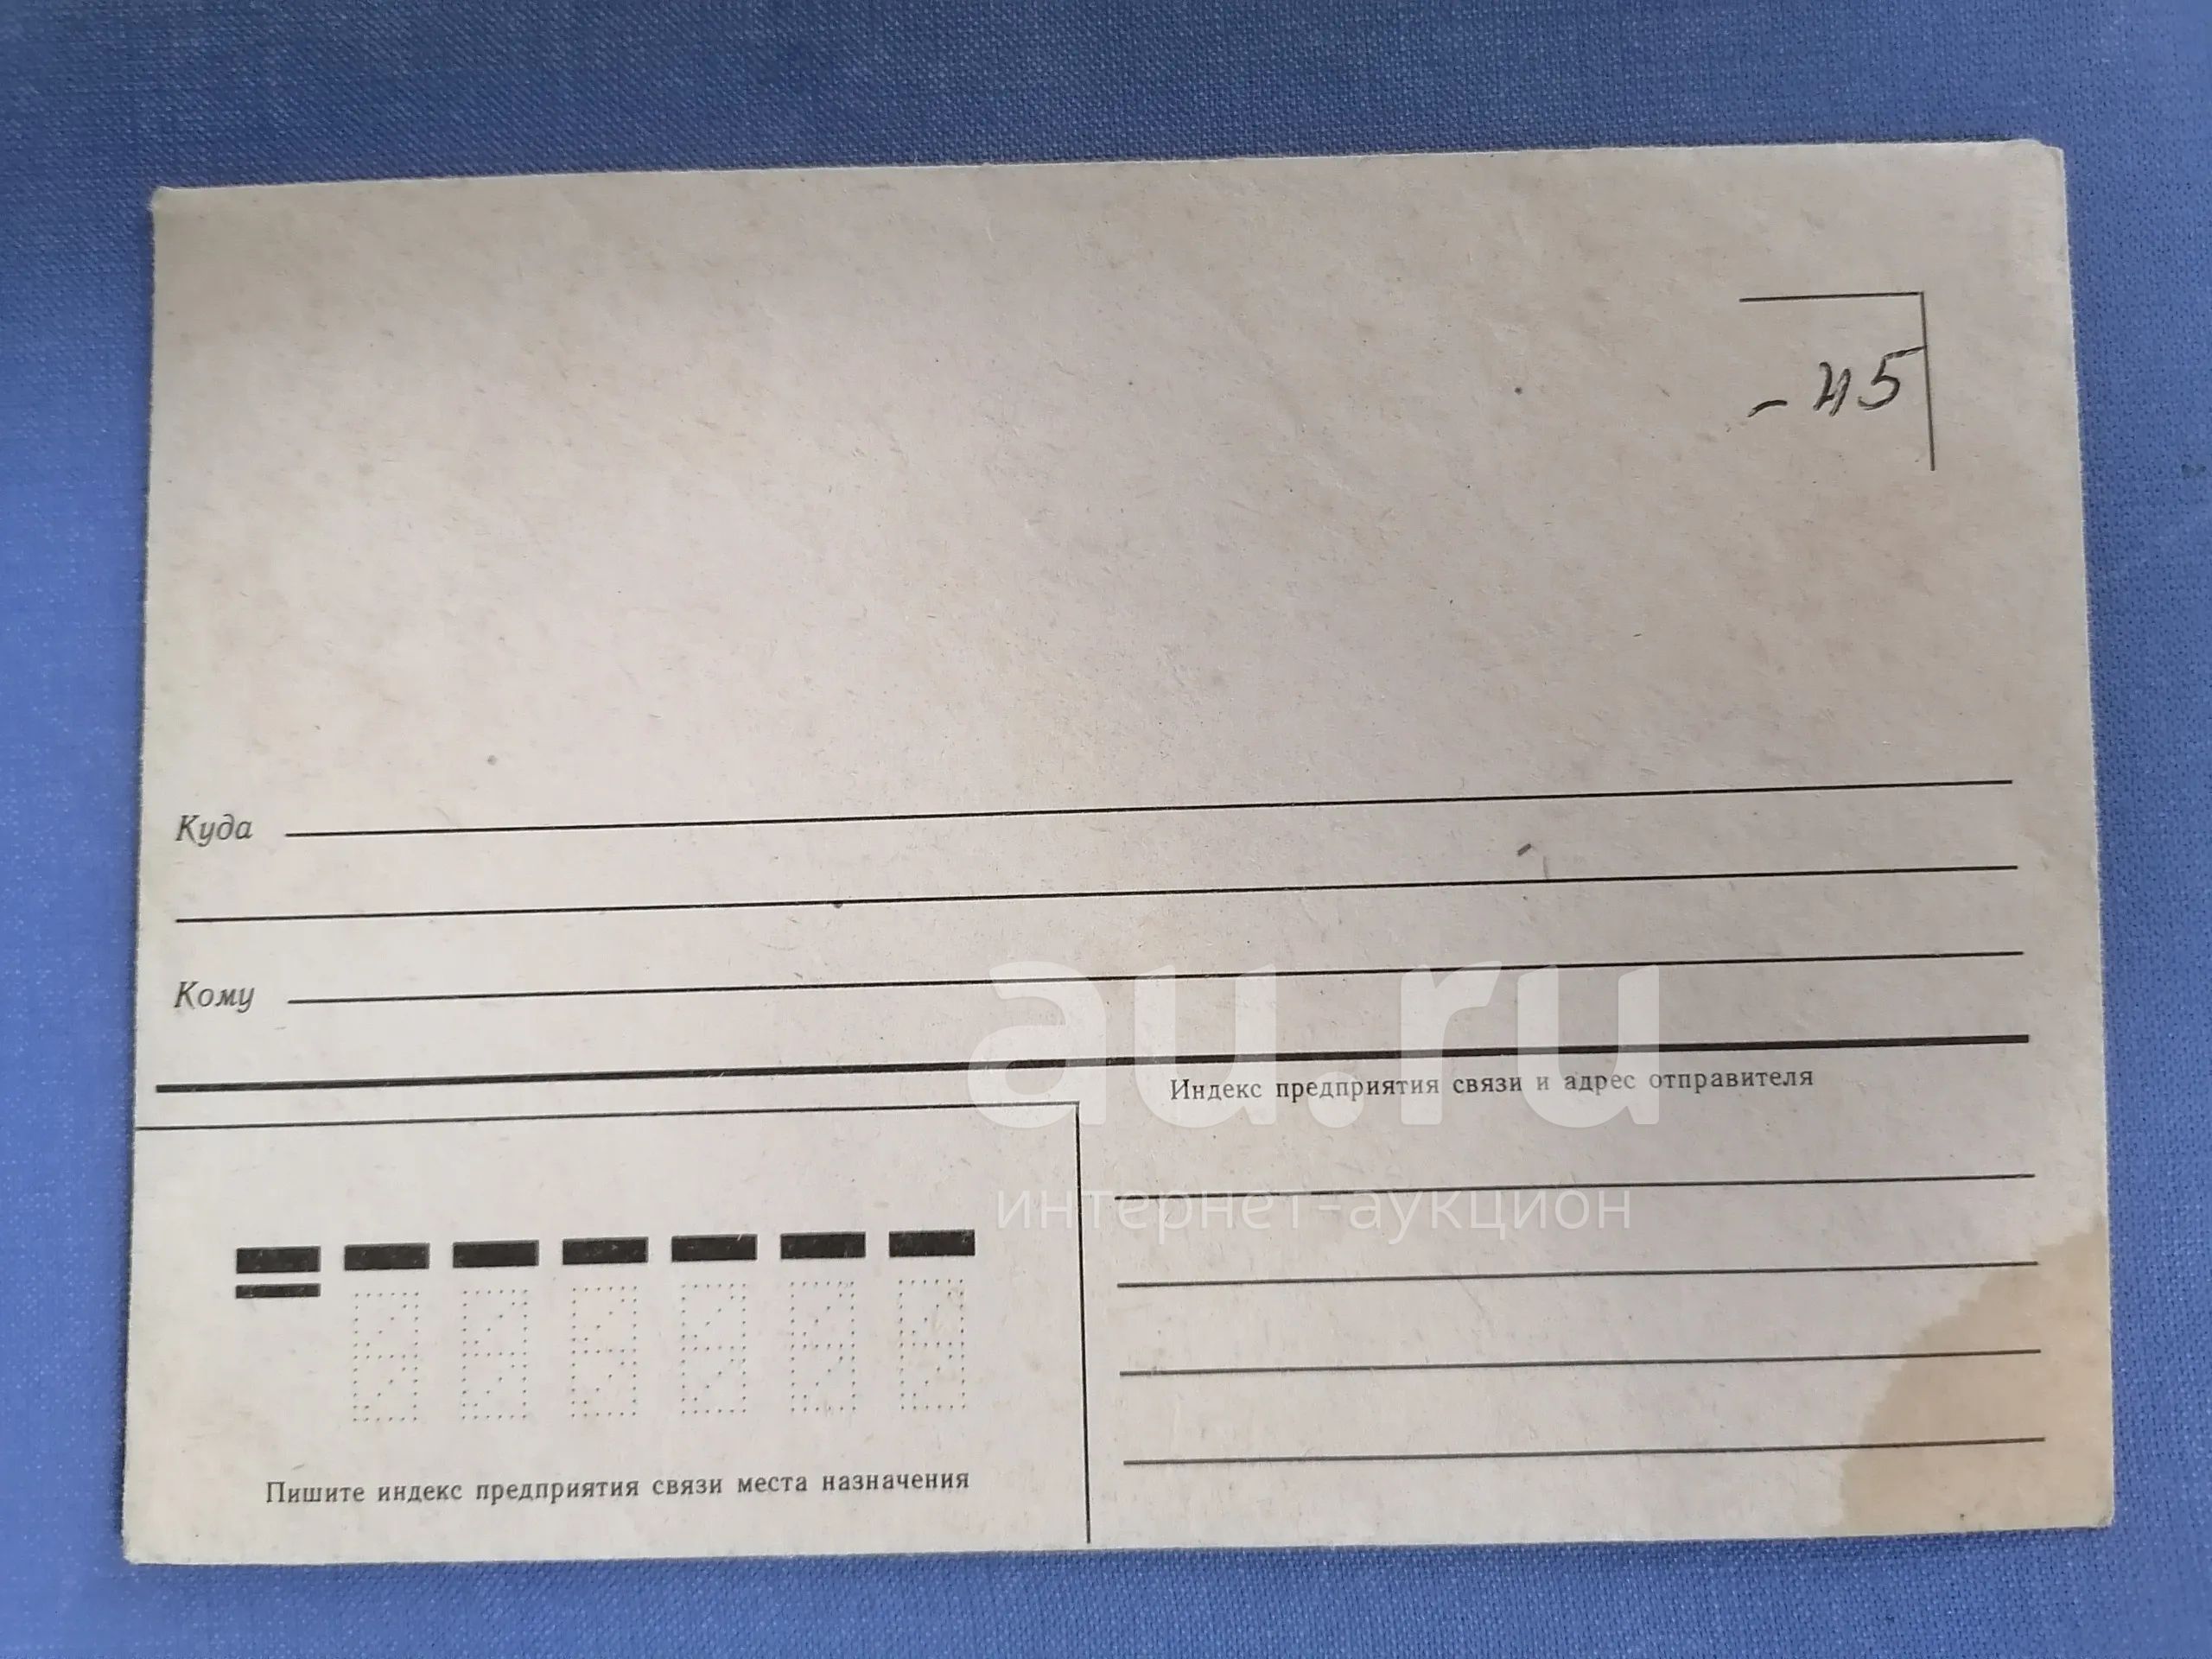 - 45
Куда
Кому
Индекс предприятия связи и адрес отправителя
Пишите индекс предприятия связи места назначения
au.ru
интернет-аукцион